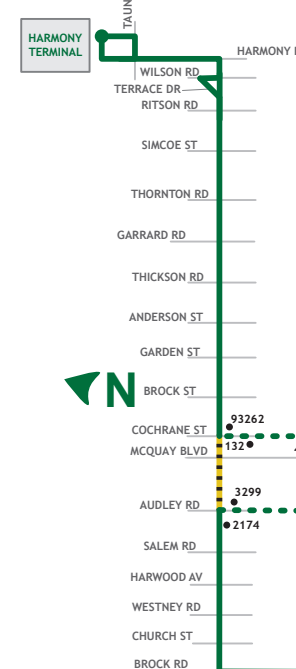 TAUN
HARMONY
TERMINAL
HARMONY
WILSON RD
TERRACE DR
RITSON RD
SIMCOE ST
THORNTON RD
GARRARD RD
THICKSON RD
ANDERSON ST
GARDEN ST
N
BROCK ST
93262
COCHRANE ST
132
MCQUAY BLVD
3299
AUDLEY RD
2174
SALEM RD
HARWOOD AV
WESTNEY RD
CHURCH ST
BROCK RD